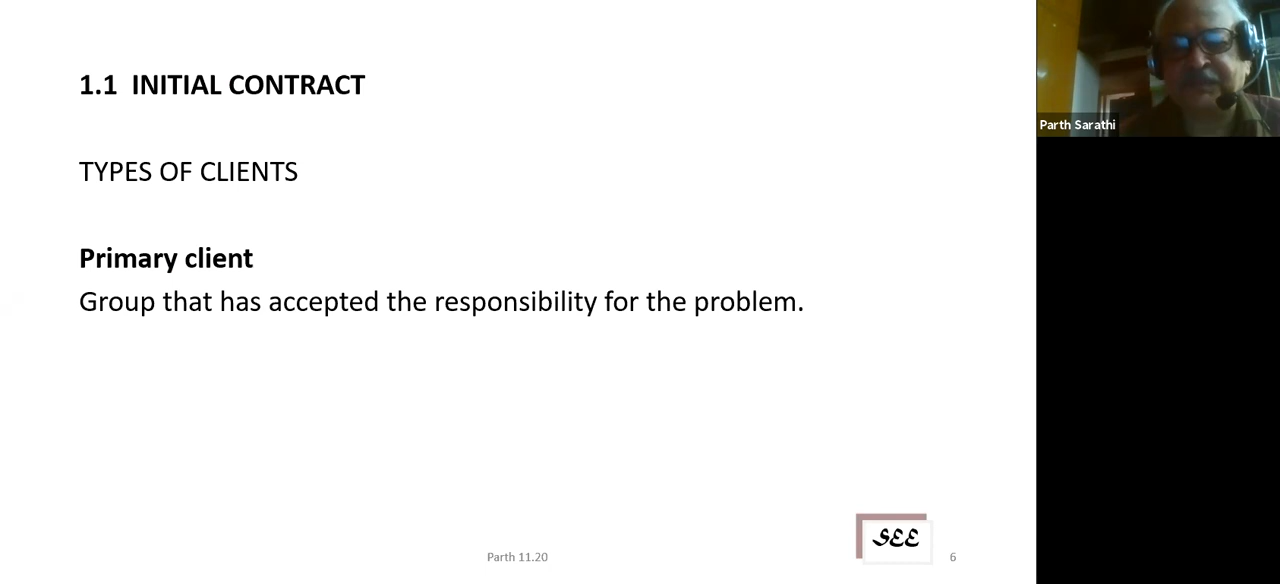 1.1 INITIAL CONTRACT
TYPES OF CLIENTS
Primary client
Group that has accepted the responsibility for the problem.
Parth 11.20
SEE
6
Parth Sarathi